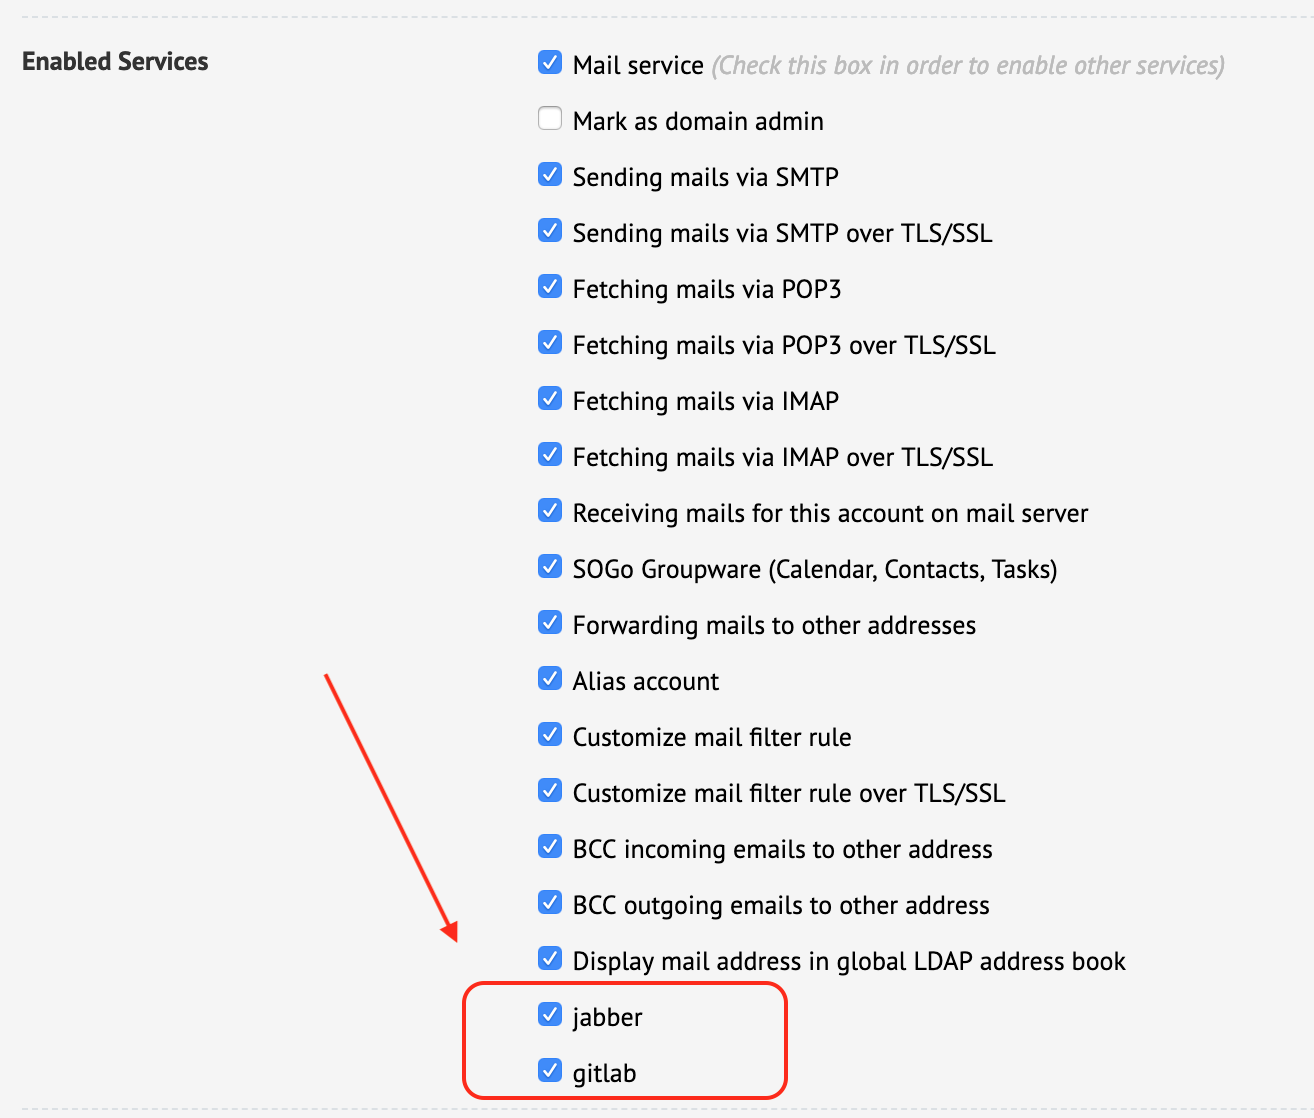 Enabled Services
Mail service (Check this box in order to enable other services)
Mark as domain admin
Sending mails via SMTP
Sending mails via SMTP over TLS/SSL
Fetching mails via POP3
Fetching mails via POP3 over TLS/SSL
Fetching mails via IMAP
Fetching mails via IMAP over TLS/SSL
Receiving mails for this account on mail server
SOGo Groupware (Calendar, Contacts, Tasks)
Forwarding mails to other addresses
Alias account
Customize mail filter rule
Customize mail filter rule over TLS/SSL
BCC incoming emails to other address
BCC outgoing emails to other address
Display mail address in global LDAP address book
jabber
gitlab